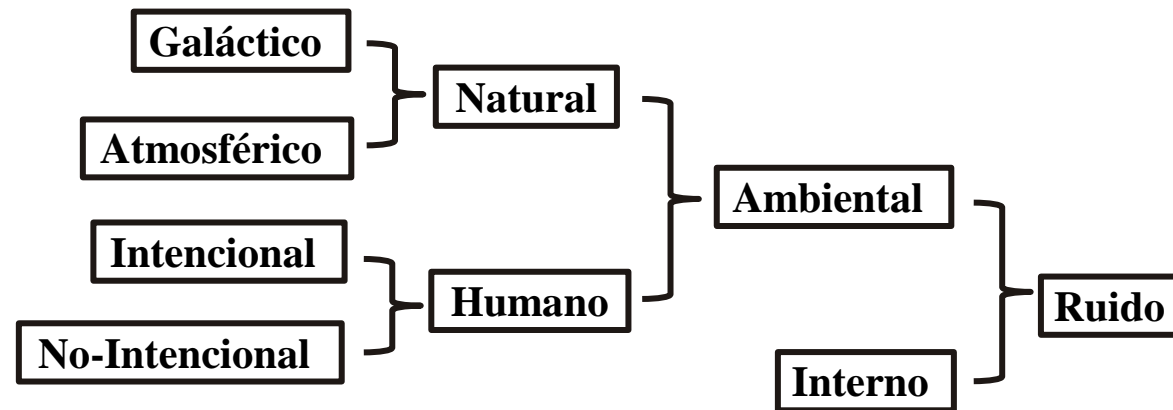 Galáctico
Natural
Atmosférico
Ambiental
Intencional
Humano
Ruido
No-Intencional
Interno